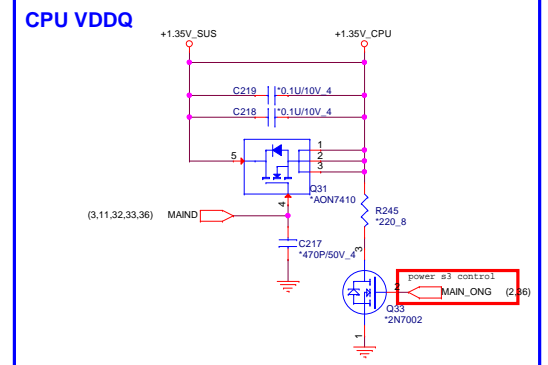 CPU VDDQ
+1.35V_SUS
+1.35V_CPU
C219
*0.1U/10V_4
C218
*0.1U/10V_4
5
1
2
3
4
Q31
*AON7410
(3,11,32,33,36)
MAIND
R245
*220_8
C217
*470P/50V_4
3
power s3 control
2
MAIN_ONG
(2,36)
Q33
*2N7002
1